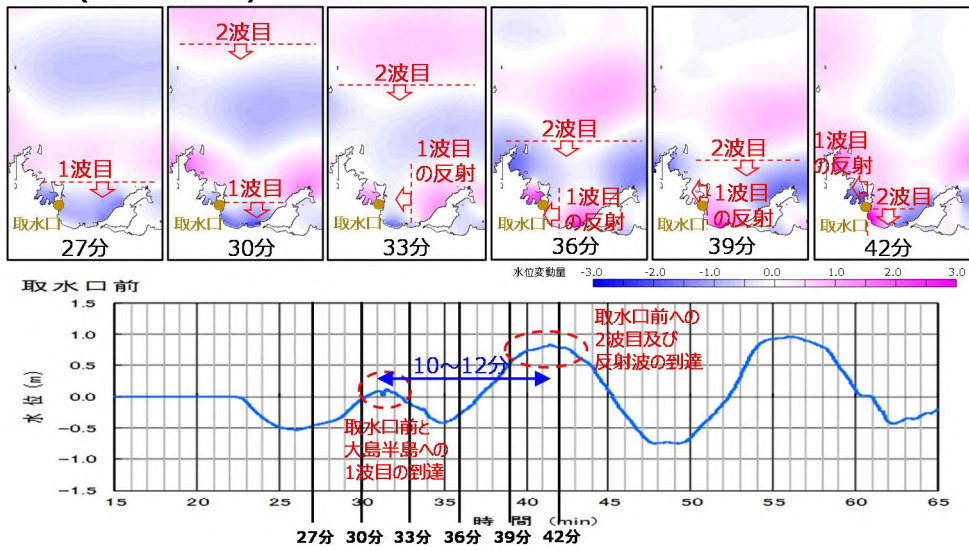 2波目
1波目
取水口
27分
1波目
取水口
30分
2波目
1波目
の反射
取水口
33分
2波目
1波目
の反射
取水口
36分
2波目
1波目
の反射
取水口
39分
1波目
の反射
2波目
取水口
42分
水位変動量 -3.0 -2.0 -1.0 0.0 1.0 2.0 3.0
取水口前
水位(m)
1.5
1.0
0.5
0.0
-0.5
-1.0
-1.5
10～12分
取水口前への
2波目及び
反射波の到達
取水口前と
大島半島への
1波目の到達
15 20 25 30 35 40 45 50 55 60 65
時間 (min)
27分 30分 33分 36分 39分 42分